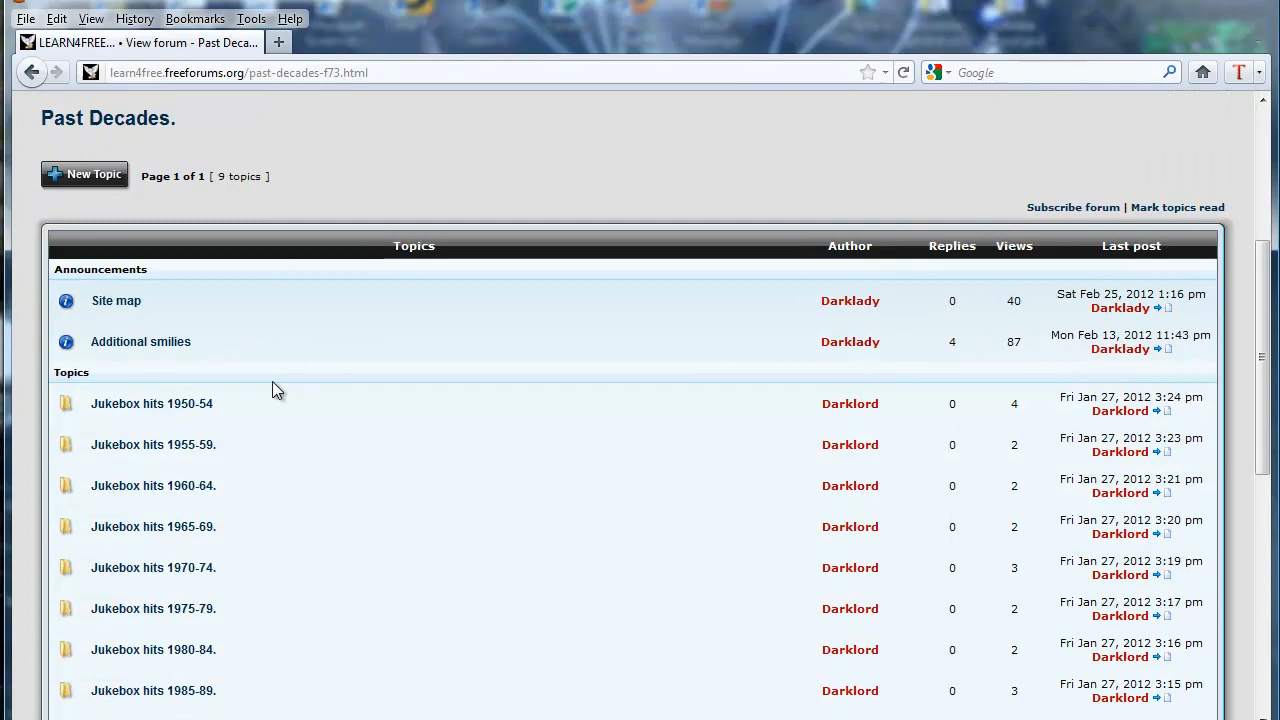 File Edit View History Bookmarks Tools Help
LEARN4FREE... • View forum - Past Deca...
learn4free.freeforums.org/past-decades-f73.html Google
Past Decades.
New Topic Page 1 of 1 [ 9 topics ]
Subscribe forum | Mark topics read
Topics Author Replies Views Last post
Announcements
Site map Darklady 0 40 Sat Feb 25, 2012 1:16 pm
Darklady
Additional smilies Darklady 4 87 Mon Feb 13, 2012 11:43 pm
Darklady
Topics
Jukebox hits 1950-54 Darklord 0 4 Fri Jan 27, 2012 3:24 pm
Darklord
Jukebox hits 1955-59. Darklord 0 2 Fri Jan 27, 2012 3:23 pm
Darklord
Jukebox hits 1960-64. Darklord 0 2 Fri Jan 27, 2012 3:21 pm
Darklord
Jukebox hits 1965-69. Darklord 0 2 Fri Jan 27, 2012 3:20 pm
Darklord
Jukebox hits 1970-74. Darklord 0 3 Fri Jan 27, 2012 3:19 pm
Darklord
Jukebox hits 1975-79. Darklord 0 2 Fri Jan 27, 2012 3:17 pm
Darklord
Jukebox hits 1980-84. Darklord 0 2 Fri Jan 27, 2012 3:16 pm
Darklord
Jukebox hits 1985-89. Darklord 0 3 Fri Jan 27, 2012 3:15 pm
Darklord